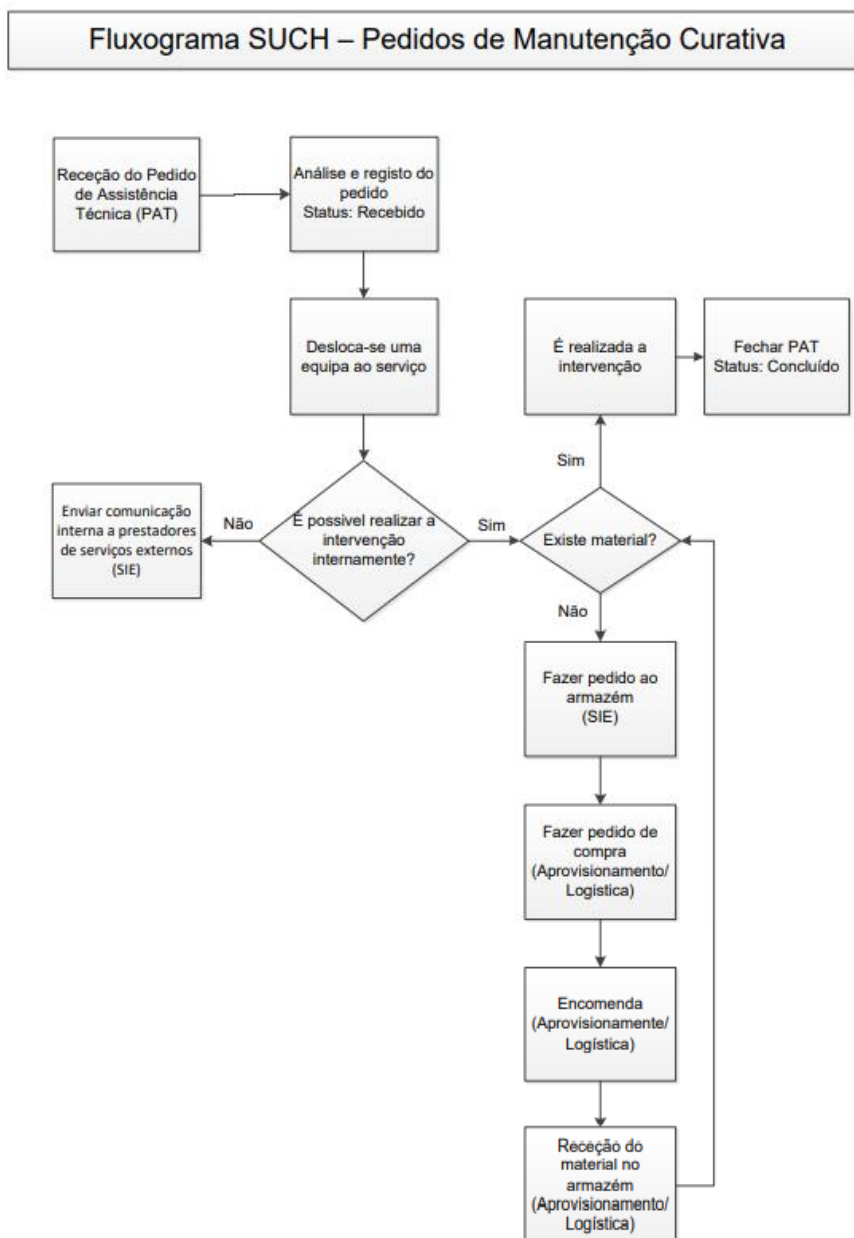 Fluxograma SUCH – Pedidos de Manutenção Curativa
Receção do Pedido
de Assistência
Técnica (PAT)
Análise e registo do
pedido
Status: Recebido
Desloca-se uma
equipa ao serviço
É realizada a
intervenção
Fechar PAT
Status: Concluído
Sim
Enviar comunicação
interna a prestadores
de serviços externos
(SIE)
Não
É possivel realizar a
intervenção
internamente?
Sim
Existe material?
Não
Fazer pedido ao
armazém
(SIE)
Fazer pedido de
compra
(Aprovisionamento/
Logística)
Encomenda
(Aprovisionamente/
Logística)
Receção do
material no
armazém
(Aprovisionamento/
Logística)